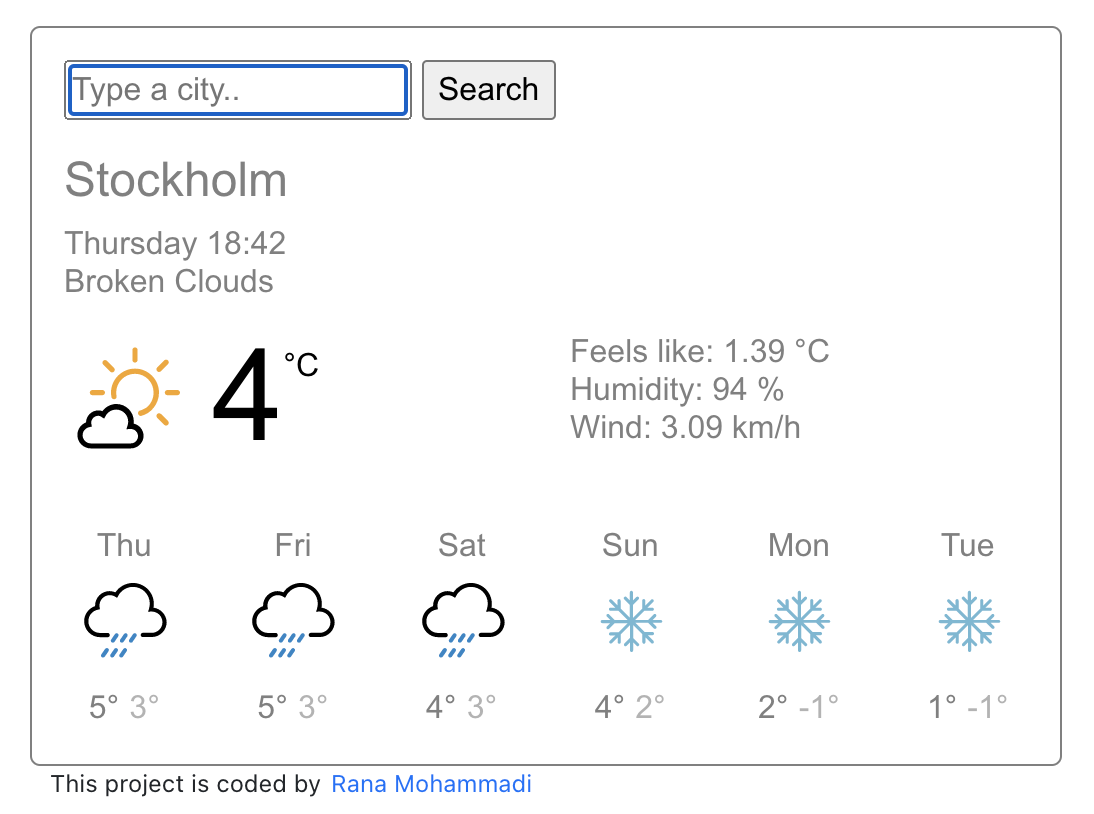 Type a city..
Search
Stockholm
Thursday 18:42
Broken Clouds
4 °C
Feels like: 1.39 °C
Humidity: 94 %
Wind: 3.09 km/h
Thu Fri Sat Sun Mon Tue
5° 3° 5° 3° 4° 3° 4° 2° 2° -1° 1° -1°
This project is coded by Rana Mohammadi